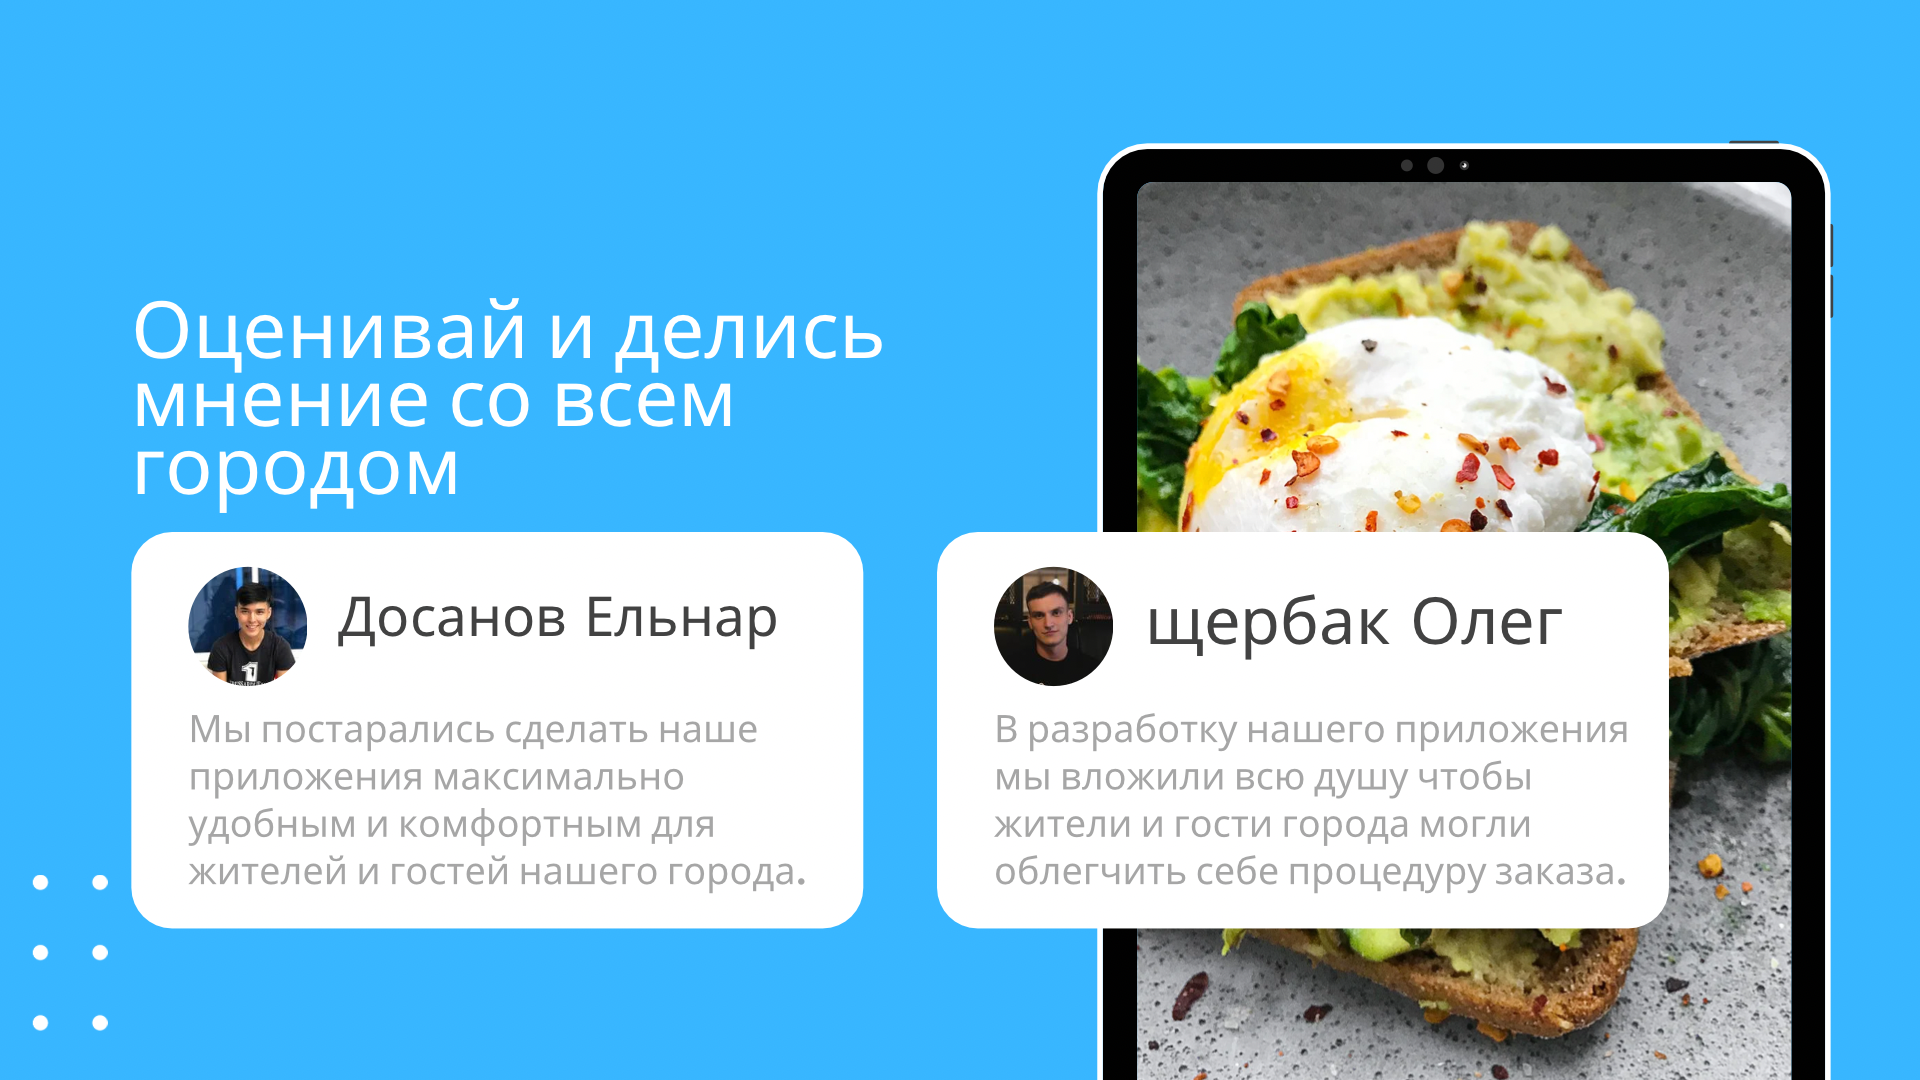 Оценивай и делись
мнение со всем
городом
Досанов Ельнар
Мы постарались сделать наше
приложения максимально
удобным и комфортным для
жителей и гостей нашего города.
щербак Олег
В разработку нашего приложения
мы вложили всю душу чтобы
жители и гости города могли
облегчить себе процедуру заказа.